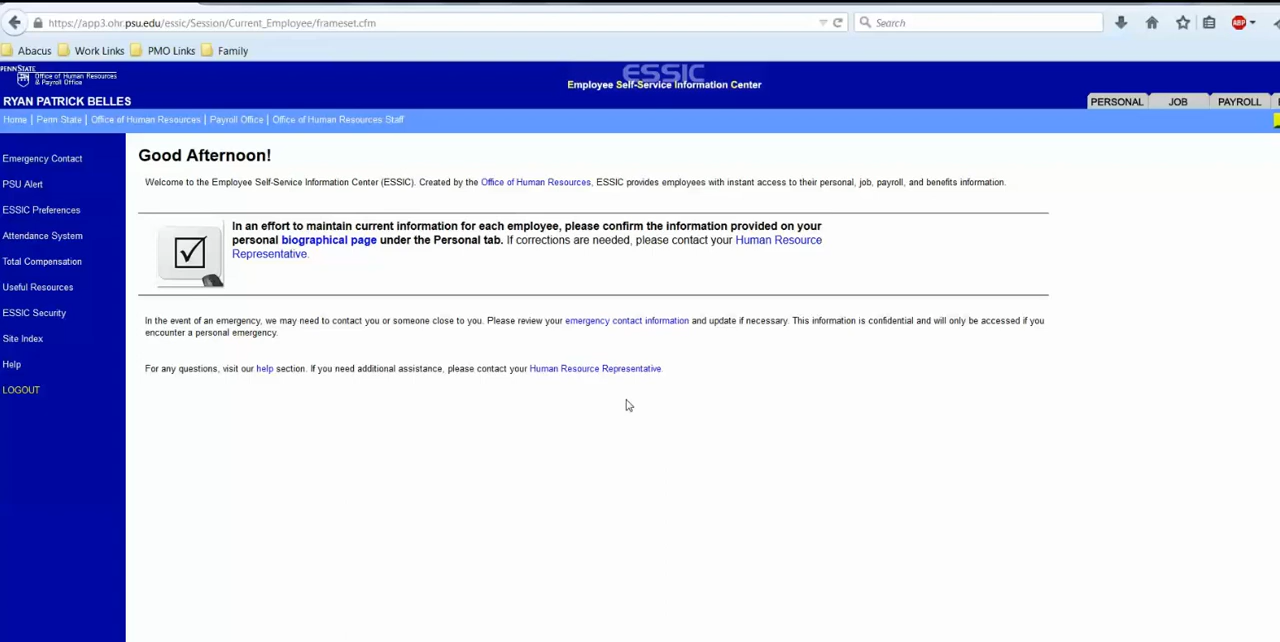 https://app3.ohr.psu.edu/essic/Session/Current_Employee/frameset.cfm
Search
ABP
Abacus Work Links PMO Links Family
PENNSTATE
Office of Human Resources
& Payroll Office
ESSIC
Employee Self-Service Information Center
RYAN PATRICK BELLES
PERSONAL JOB PAYROLL
Home | Penn State | Office of Human Resources | Payroll Office | Office of Human Resources Staff
Emergency Contact
PSU Alert
ESSIC Preferences
Attendance System
Total Compensation
Useful Resources
ESSIC Security
Site Index
Help
LOGOUT
Good Afternoon!
Welcome to the Employee Self-Service Information Center (ESSIC). Created by the Office of Human Resources, ESSIC provides employees with instant access to their personal, job, payroll, and benefits information.
In an effort to maintain current information for each employee, please confirm the information provided on your
personal biographical page under the Personal tab. If corrections are needed, please contact your Human Resource
Representative.
In the event of an emergency, we may need to contact you or someone close to you. Please review your emergency contact information and update if necessary. This information is confidential and will only be accessed if you
encounter a personal emergency.
For any questions, visit our help section. If you need additional assistance, please contact your Human Resource Representative.